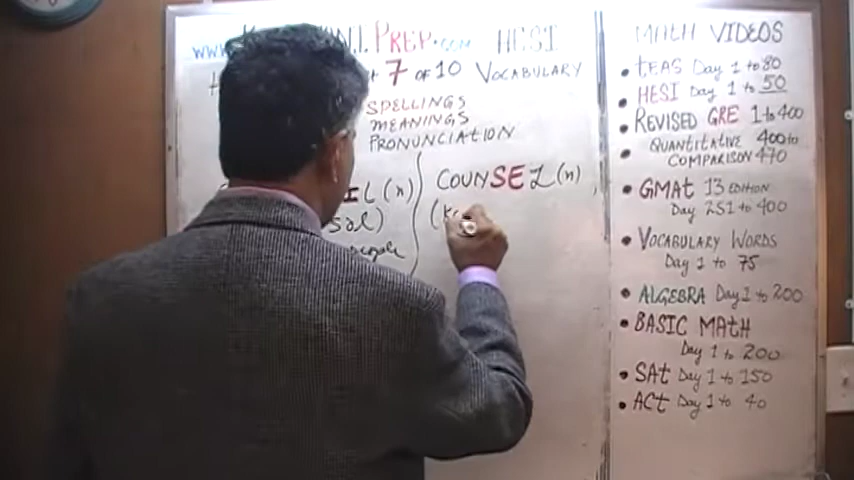 www. PREP.com HESI
7 OF 10 VOCABULARY
SPELLINGS
MEANINGS
PRONUNCIATION
IL (n)
COUNSEL (n)
people
MATH VIDEOS
• TEAS Day 1 to 80
• HESI Day 1 to 50
• REVISED GRE 1 to 400
• QUANTITATIVE 400 to
COMPARISON 470
• GMAT 13 EDITION
Day 251 to 400
• VOCABULARY WORDS
Day 1 to 75
• ALGEBRA Day 1 to 200
• BASIC MATH
Day 1 to 200
• SAT Day 1 to 150
• ACT Day 1 to 40